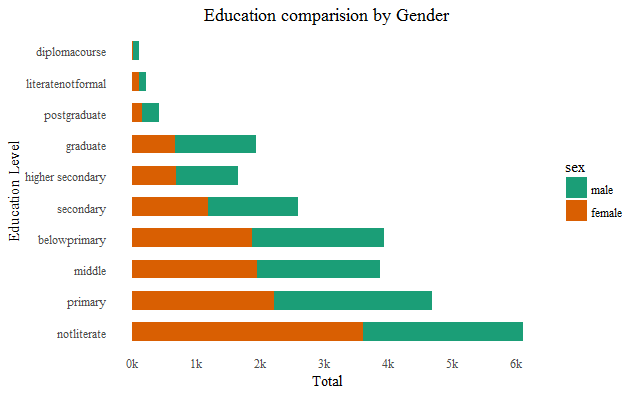 Education comparision by Gender
Education Level
diplomacourse
literatenotformal
postgraduate
graduate
higher secondary
secondary
belowprimary
middle
primary
notliterate
0k 1k 2k 3k 4k 5k 6k
Total
sex
male
female